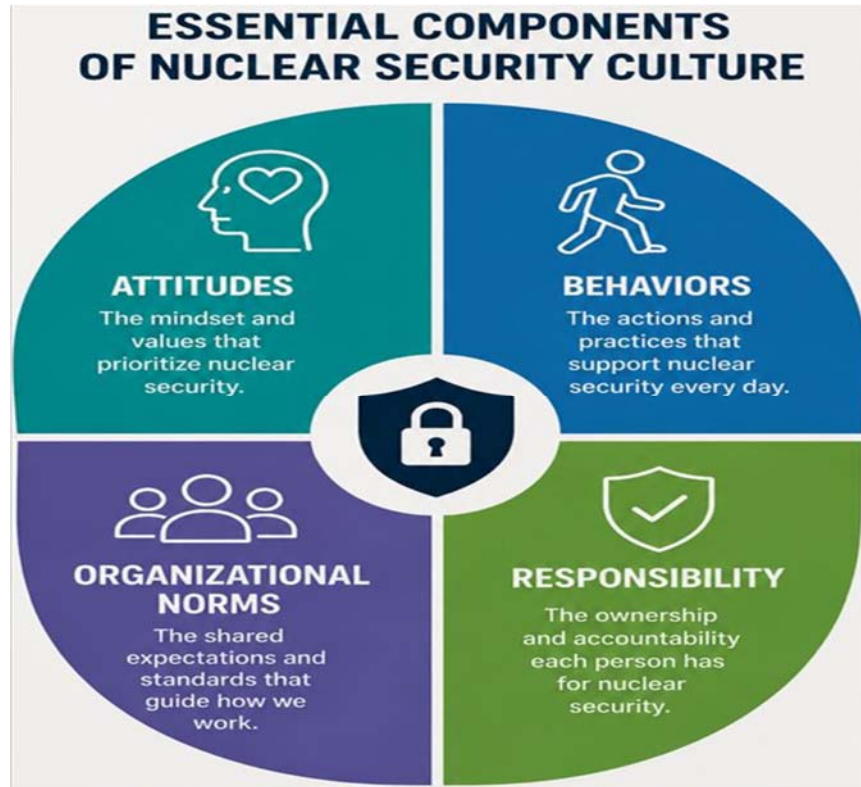 ESSENTIAL COMPONENTS
OF NUCLEAR SECURITY CULTURE
ATTITUDES
The mindset and
values that
prioritize nuclear
security.
BEHAVIORS
The actions and
practices that
support nuclear
security every day.
ORGANIZATIONAL
NORMS
The shared
expectations and
standards that
guide how we
work.
RESPONSIBILITY
The ownership
and accountability
each person has
for nuclear
security.